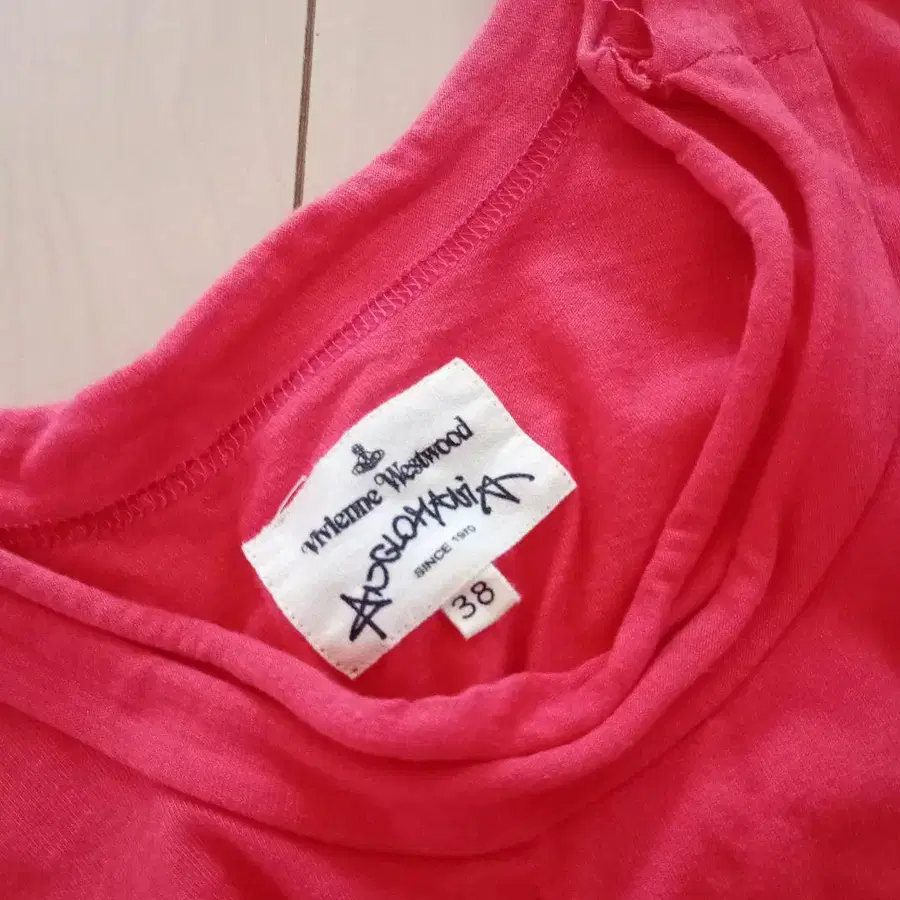 Vivienne Westwood
ANGLOMANIA
SINCE 1970
38